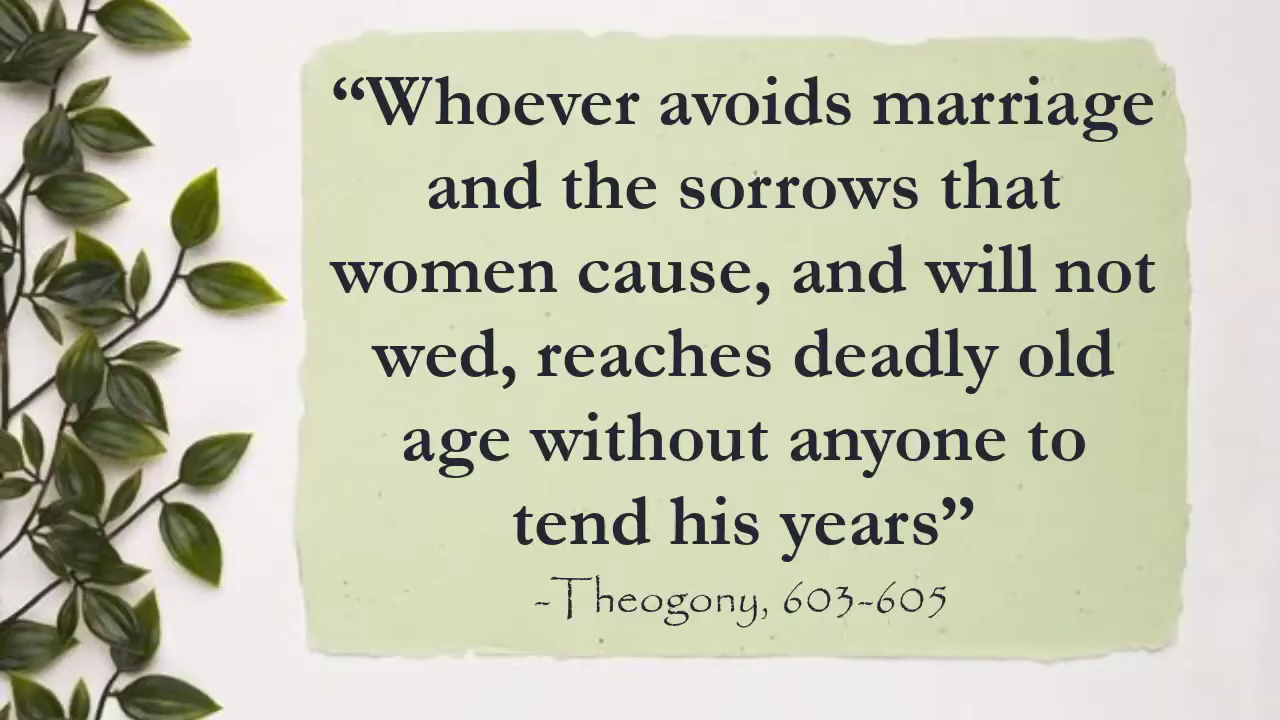 “Whoever avoids marriage
and the sorrows that
women cause, and will not
wed, reaches deadly old
age without anyone to
tend his years”
-Theogony, 603-605